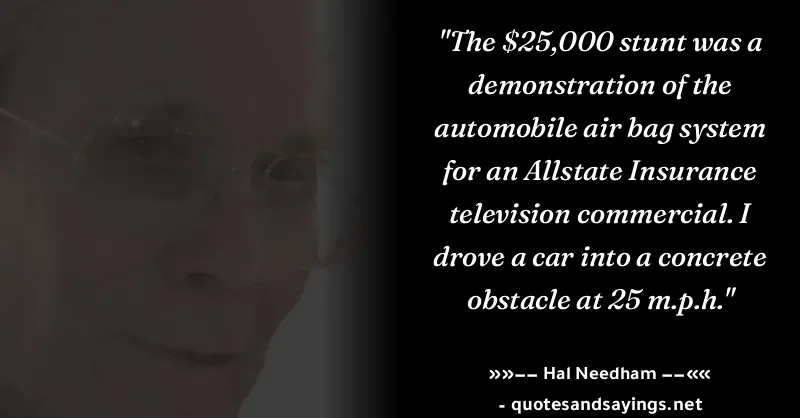 "The $25,000 stunt was a
demonstration of the
automobile air bag system
for an Allstate Insurance
television commercial. I
drove a car into a concrete
obstacle at 25 m.p.h."
»»–– Hal Needham ––««
- quotesandsayings.net